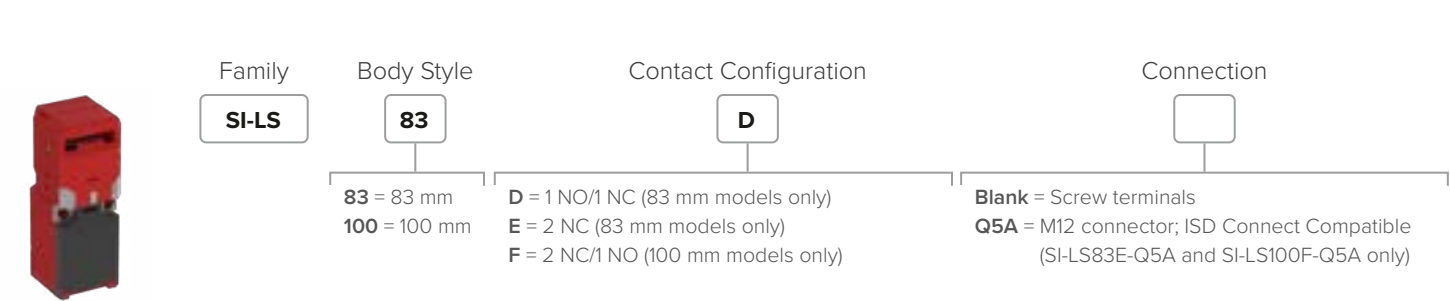 Family
Body Style
Contact Configuration
Connection
SI-LS
83
D
83 = 83 mm
100 = 100 mm
D = 1 NO/1 NC (83 mm models only)
E = 2 NC (83 mm models only)
F = 2 NC/1 NO (100 mm models only)
Blank = Screw terminals
Q5A = M12 connector; ISD Connect Compatible
(SI-LS83E-Q5A and SI-LS100F-Q5A only)